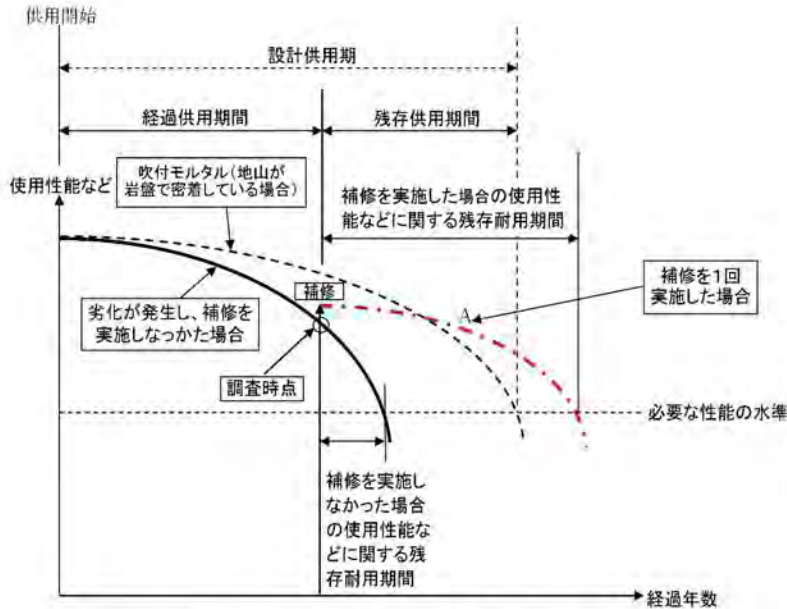 供用開始
設計供用期
経過供用期間
残存供用期間
使用性能など
吹付モルタル(地山が
岩盤で密着している場合)
補修を実施した場合の使用性
能などに関する残存耐用期間
補修を1回
実施した場合
補修
A
劣化が発生し、補修を
実施しなっかた場合
調査時点
必要な性能の水準
補修を実施し
なかった場合
の使用性能な
どに関する残
存耐用期間
経過年数